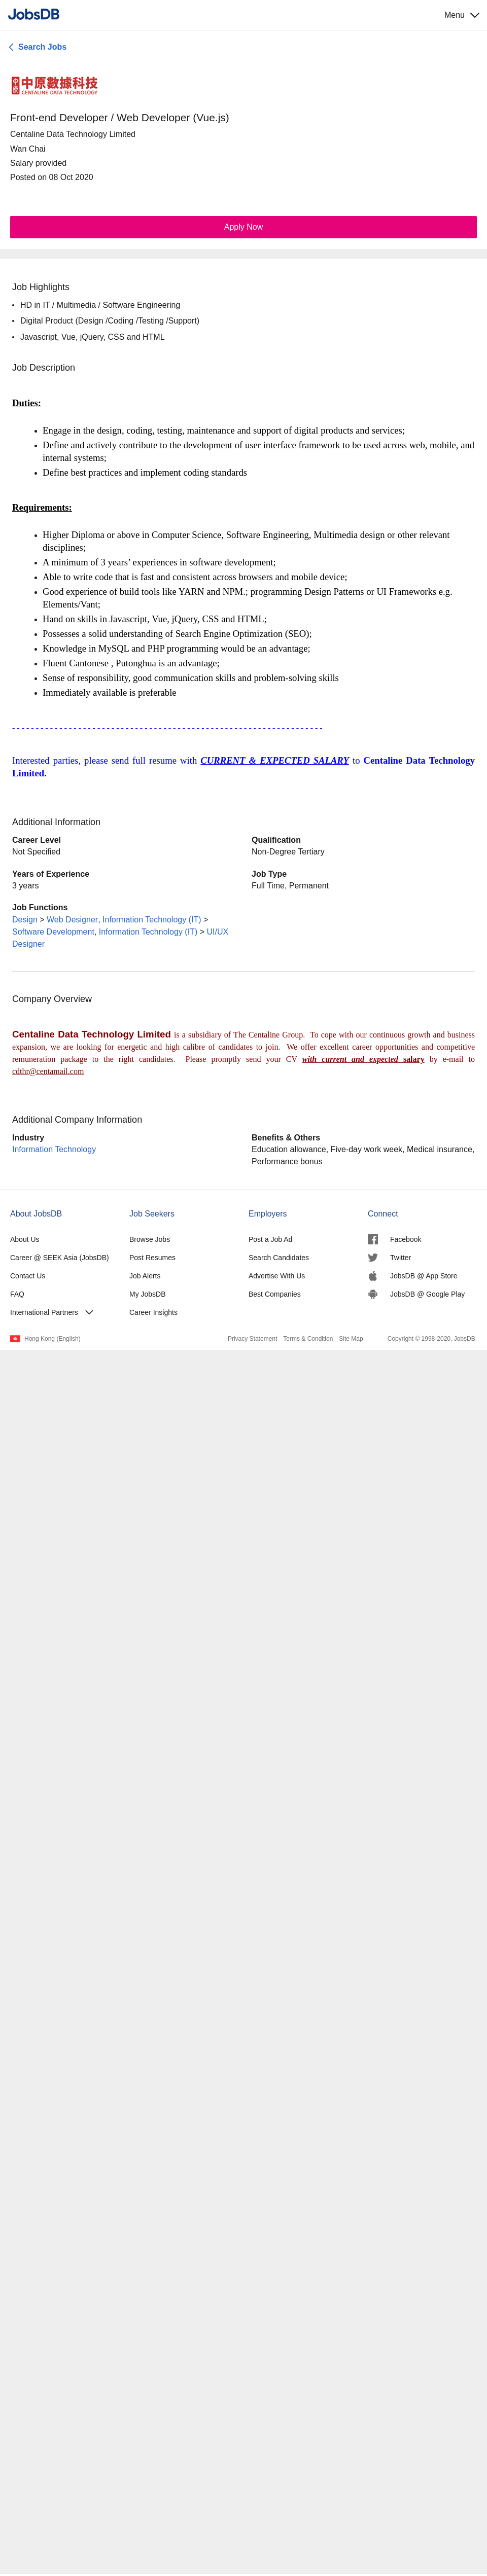 JobsDB
Menu
Search Jobs
中原 中原數據科技
CENTALINE DATA TECHNOLOGY
Front-end Developer / Web Developer (Vue.js)
Centaline Data Technology Limited
Wan Chai
Salary provided
Posted on 08 Oct 2020
Apply Now
Job Highlights
• HD in IT / Multimedia / Software Engineering
• Digital Product (Design /Coding /Testing /Support)
• Javascript, Vue, jQuery, CSS and HTML
Job Description
Duties:
• Engage in the design, coding, testing, maintenance and support of digital products and services;
• Define and actively contribute to the development of user interface framework to be used across web, mobile, and
internal systems;
• Define best practices and implement coding standards
Requirements:
• Higher Diploma or above in Computer Science, Software Engineering, Multimedia design or other relevant
disciplines;
• A minimum of 3 years’ experiences in software development;
• Able to write code that is fast and consistent across browsers and mobile device;
• Good experience of build tools like YARN and NPM.; programming Design Patterns or UI Frameworks e.g.
Elements/Vant;
• Hand on skills in Javascript, Vue, jQuery, CSS and HTML;
• Possesses a solid understanding of Search Engine Optimization (SEO);
• Knowledge in MySQL and PHP programming would be an advantage;
• Fluent Cantonese , Putonghua is an advantage;
• Sense of responsibility, good communication skills and problem-solving skills
• Immediately available is preferable
- - - - - - - - - - - - - - - - - - - - - - - - - - - - - - - - - - - - - - - - - - - - - - - - - - - - - - - - - - - - - - - - -
Interested parties, please send full resume with CURRENT & EXPECTED SALARY to Centaline Data Technology
Limited.
Additional Information
Career Level
Not Specified
Qualification
Non-Degree Tertiary
Years of Experience
3 years
Job Type
Full Time, Permanent
Job Functions
Design > Web Designer, Information Technology (IT) >
Software Development, Information Technology (IT) > UI/UX
Designer
Company Overview
Centaline Data Technology Limited is a subsidiary of The Centaline Group. To cope with our continuous growth and business
expansion, we are looking for energetic and high calibre of candidates to join. We offer excellent career opportunities and competitive
remuneration package to the right candidates. Please promptly send your CV with current and expected salary by e-mail to
cdthr@centamail.com
Additional Company Information
Industry
Information Technology
Benefits & Others
Education allowance, Five-day work week, Medical insurance,
Performance bonus
About JobsDB
About Us
Career @ SEEK Asia (JobsDB)
Contact Us
FAQ
International Partners
Job Seekers
Browse Jobs
Post Resumes
Job Alerts
My JobsDB
Career Insights
Employers
Post a Job Ad
Search Candidates
Advertise With Us
Best Companies
Connect
Facebook
Twitter
JobsDB @ App Store
JobsDB @ Google Play
Hong Kong (English)
Privacy Statement Terms & Condition Site Map Copyright © 1998-2020, JobsDB.